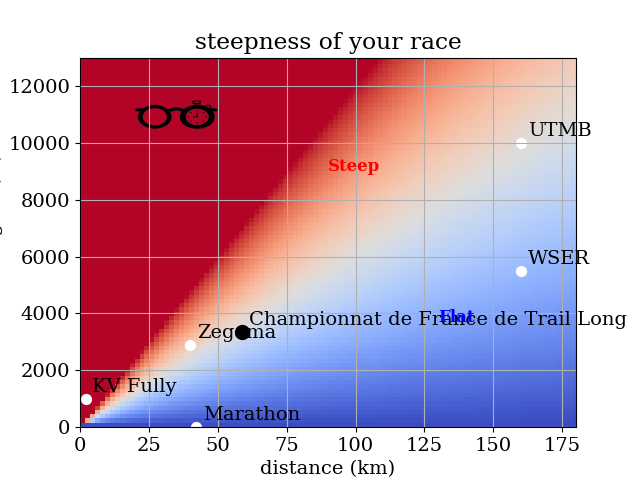 steepness of your race
12000
10000
8000
6000
4000
2000
0
Steep
UTMB
WSER
Flat
Championnat de France de Trail Long
Zegama
KV Fully
Marathon
0 25 50 75 100 125 150 175
distance (km)